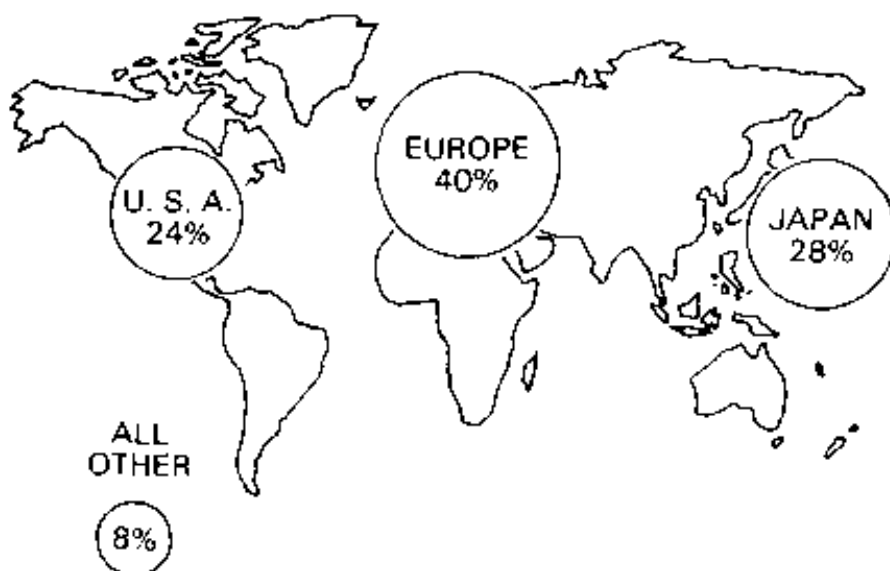 EUROPE
40%
U. S. A.
24%
JAPAN
28%
ALL
OTHER
8%